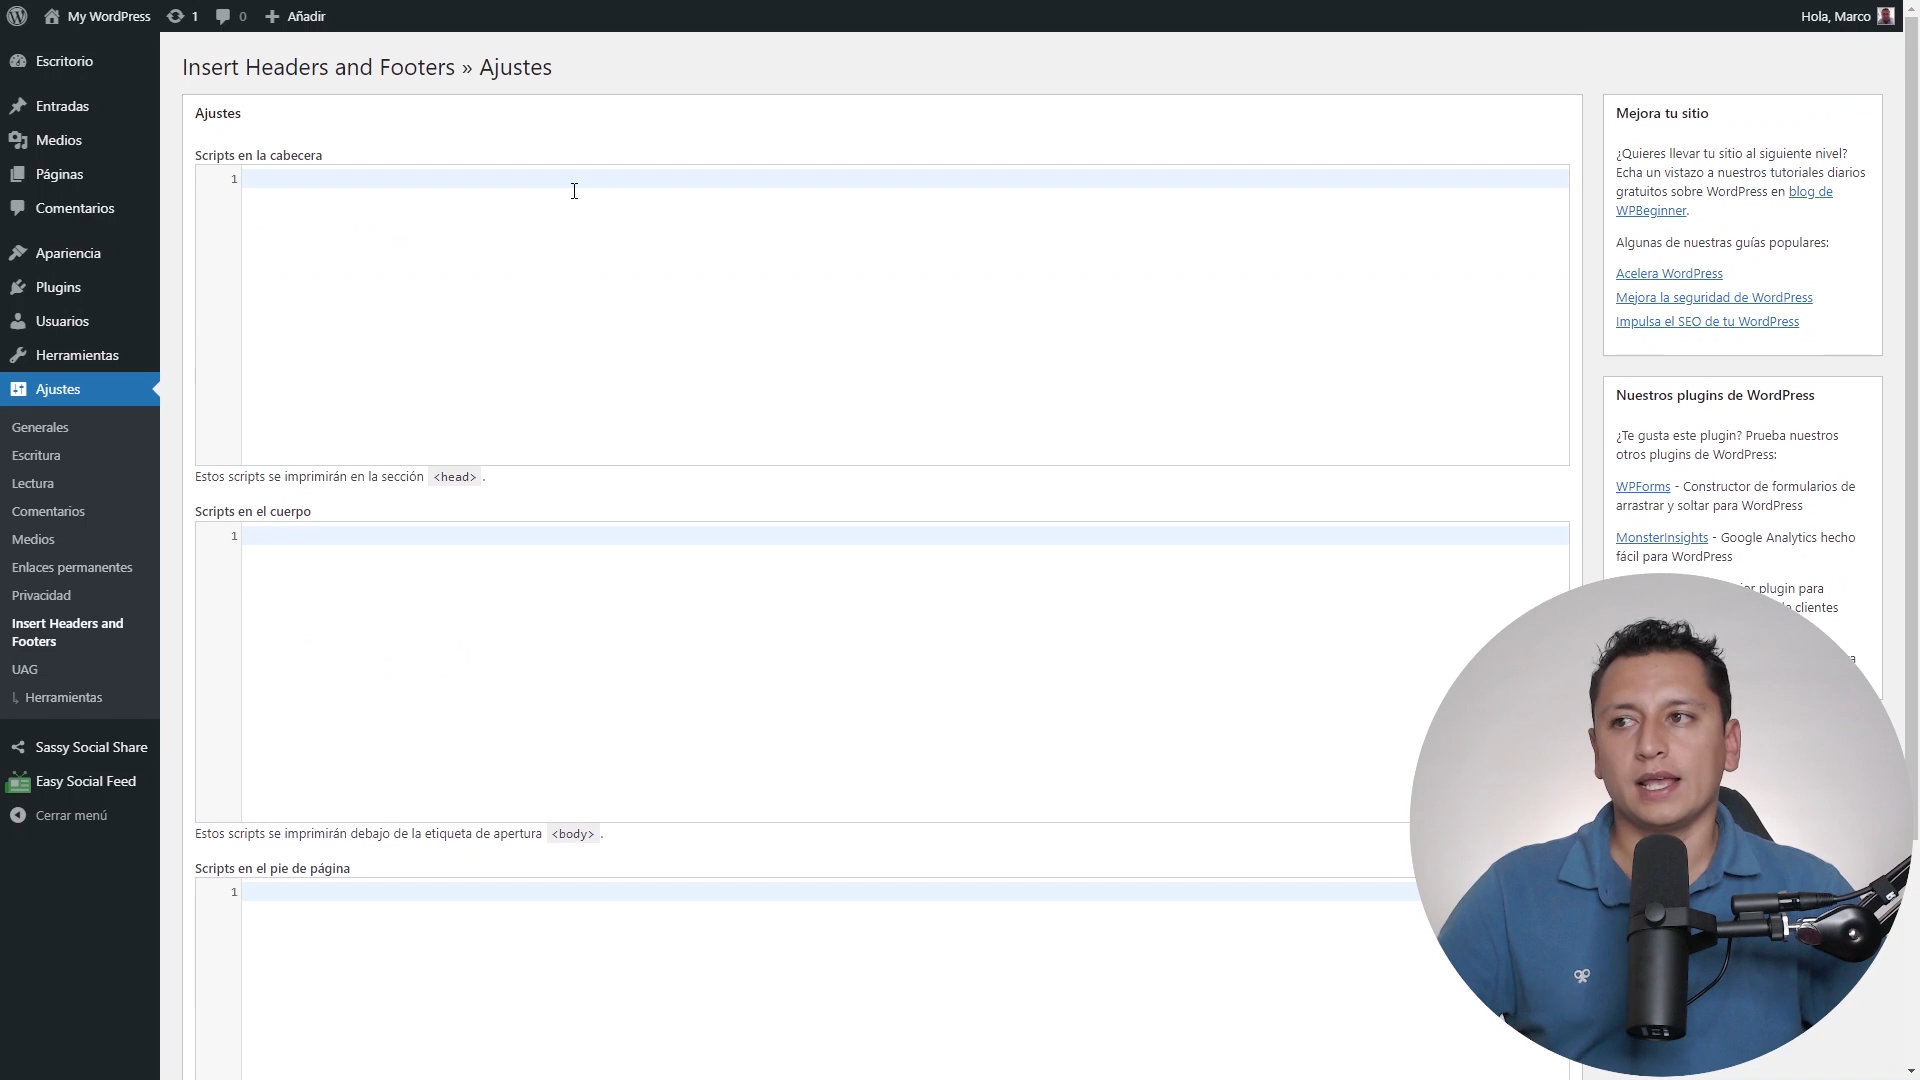 My WordPress
1
0
Añadir
Hola, Marco
Escritorio
Entradas
Medios
Páginas
Comentarios
Apariencia
Plugins
Usuarios
Herramientas
Ajustes
Generales
Escritura
Lectura
Comentarios
Medios
Enlaces permanentes
Privacidad
Insert Headers and
Footers
UAG
Herramientas
Sassy Social Share
Easy Social Feed
Cerrar menú
Insert Headers and Footers » Ajustes
Ajustes
Scripts en la cabecera
1
Estos scripts se imprimirán en la sección <head> .
Scripts en el cuerpo
1
Estos scripts se imprimirán debajo de la etiqueta de apertura <body> .
Scripts en el pie de página
1
Mejora tu sitio
¿Quieres llevar tu sitio al siguiente nivel?
Echa un vistazo a nuestros tutoriales diarios
gratuitos sobre WordPress en blog de
WPBeginner.
Algunas de nuestras guías populares:
Acelera WordPress
Mejora la seguridad de WordPress
Impulsa el SEO de tu WordPress
Nuestros plugins de WordPress
¿Te gusta este plugin? Prueba nuestros
otros plugins de WordPress:
WPForms - Constructor de formularios de
arrastrar y soltar para WordPress
MonsterInsights - Google Analytics hecho
fácil para WordPress
plugin para
clientes